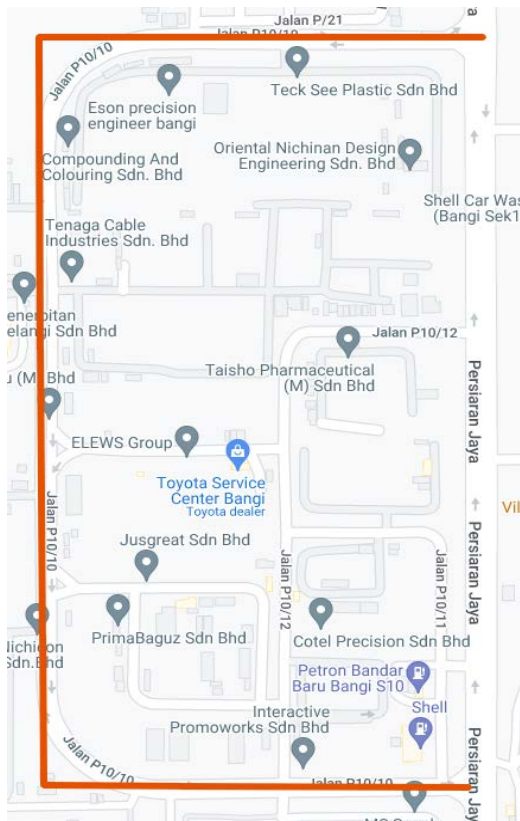 Jalan P/21
Jalan P10/10
Jalan P10/10
Teck See Plastic Sdn Bhd
Eson precision
engineer bangi
Oriental Nichinan Design
Engineering Sdn. Bhd
Compounding And
Colouring Sdn. Bhd
Shell Car Was
(Bangi Sek1
Tenaga Cable
Industries Sdn. Bhd
enerbitan
elangi Sdn Bhd
Jalan P10/12
Taisho Pharmaceutical
(M) Sdn Bhd
u (M) Bhd
Persiaran Jaya
ELEWS Group
Toyota Service
Center Bangi
Toyota dealer
Vil
Jalan P10/10
Persiaran Jaya
Jusgreat Sdn Bhd
Jalan P10/12
Jalan P10/11
PrimaBaguz Sdn Bhd
Cotel Precision Sdn Bhd
Nichicon
Sdn.Bhd
Petron Bandar
Baru Bangi S10
Shell
Interactive
Promoworks Sdn Bhd
Jalan P10/10
Jalan P10/10
Persiaran Jaya